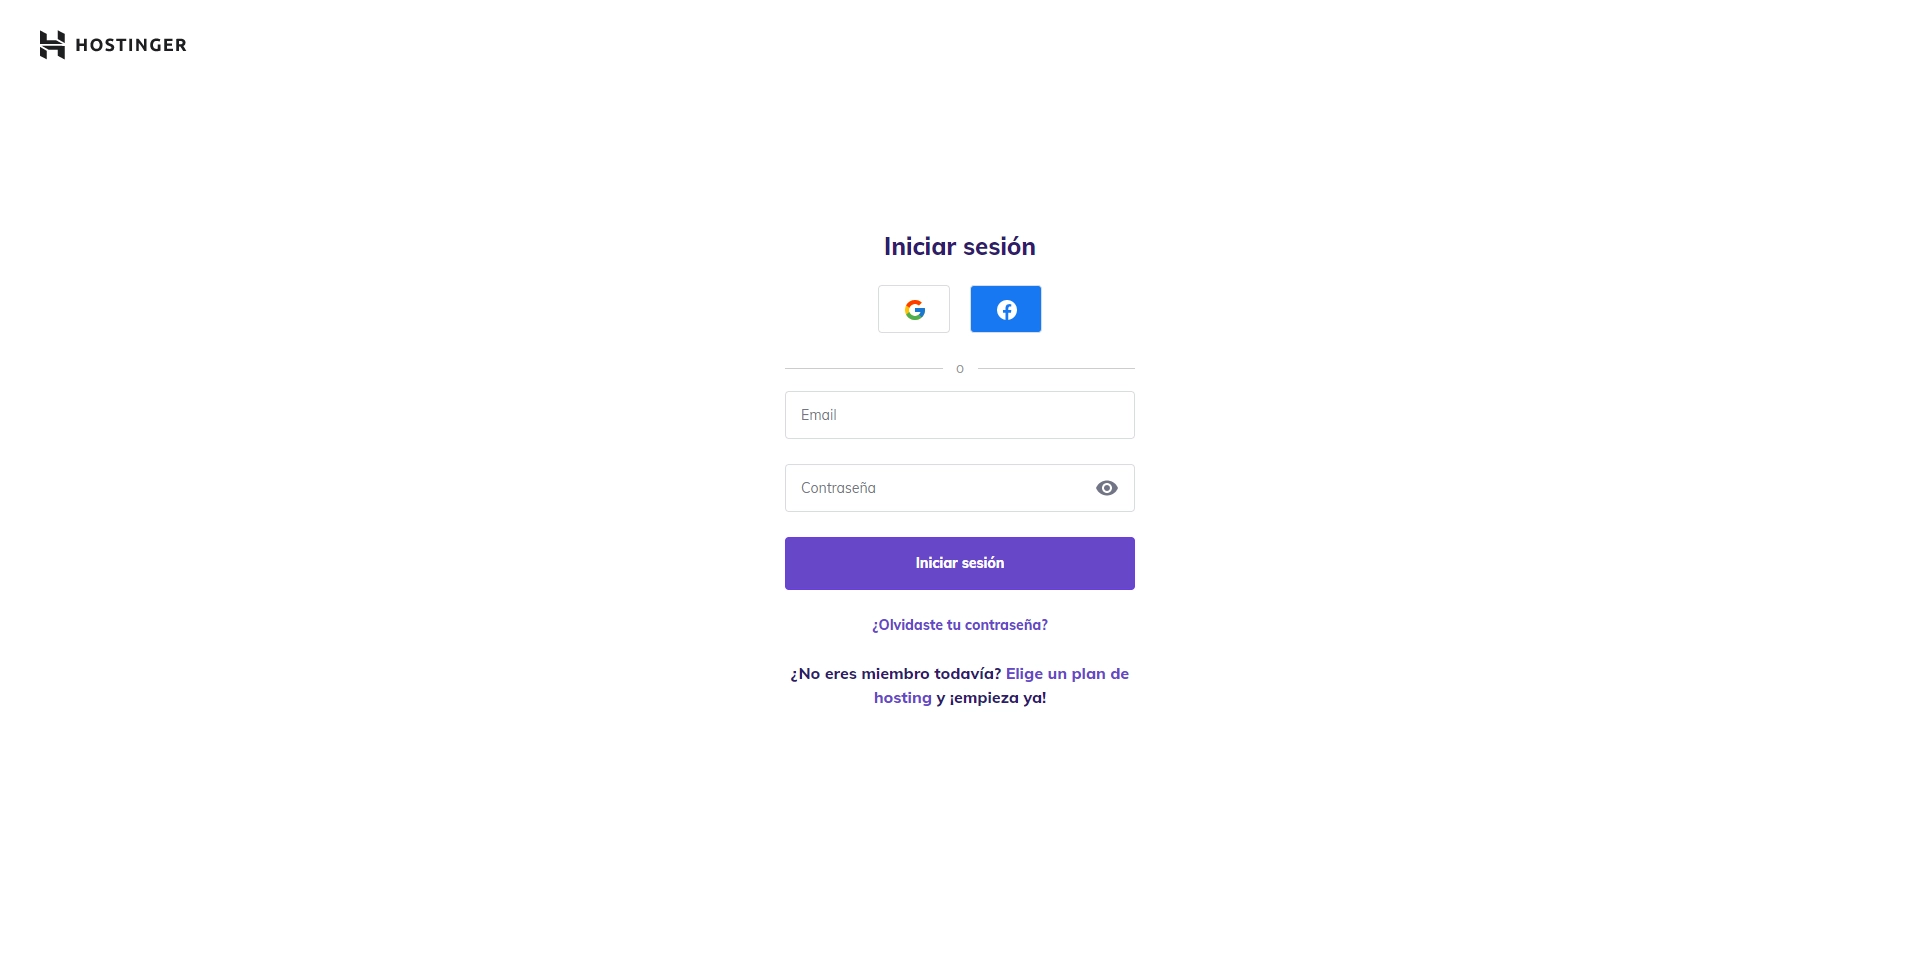 HOSTINGER
Iniciar sesión
o
Email
Contraseña
Iniciar sesión
¿Olvidaste tu contraseña?
¿No eres miembro todavía? Elige un plan de
hosting y ¡empieza ya!